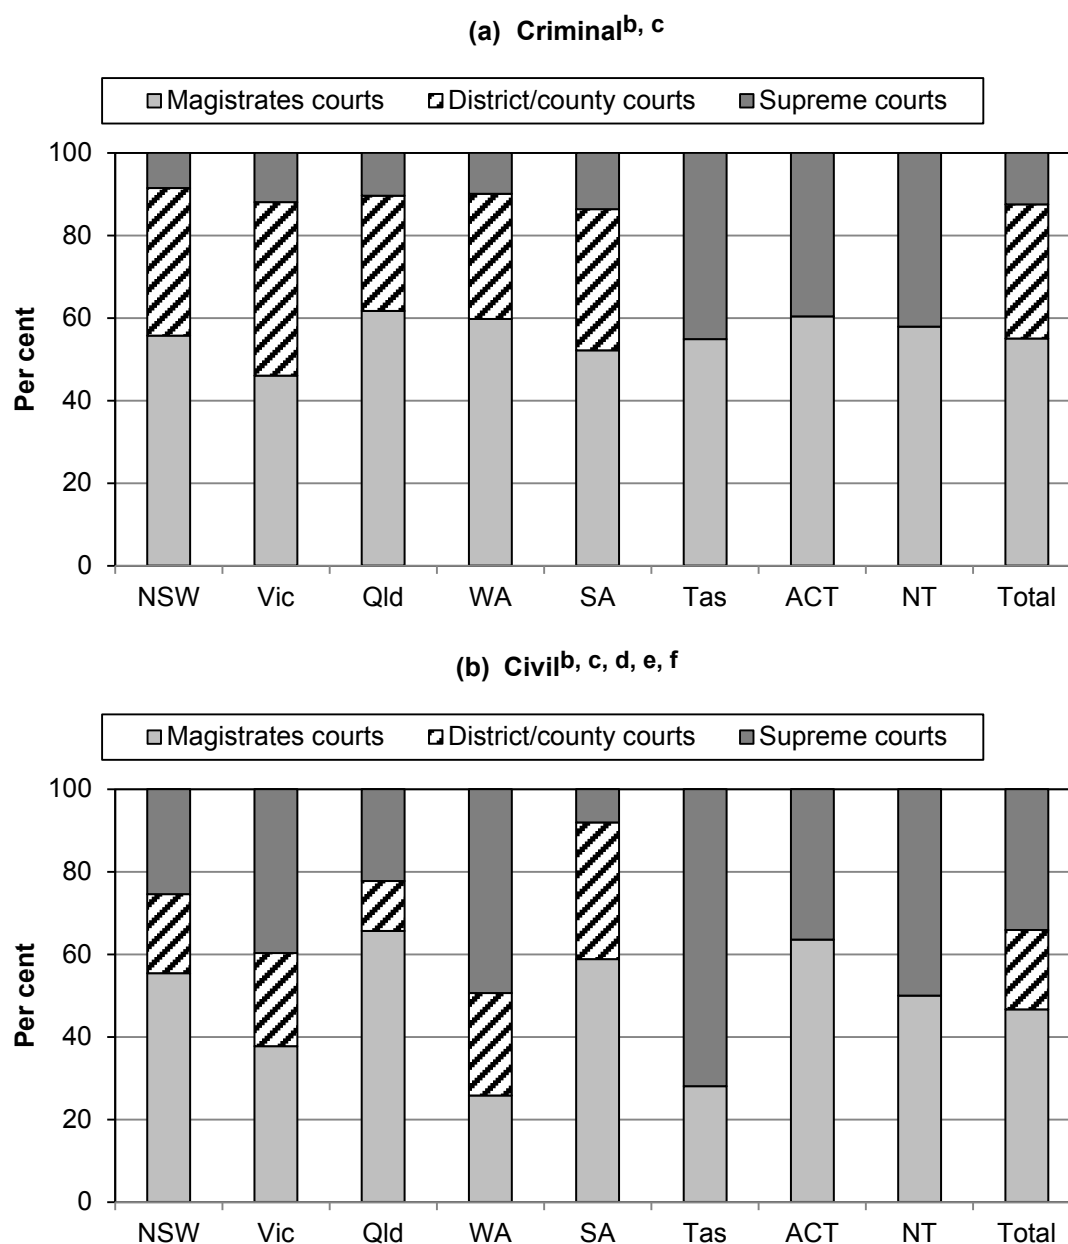 (a) Criminalb, c
Magistrates courts District/county courts Supreme courts
100
80
60
40
20
0
Per cent
NSW Vic Qld WA SA Tas ACT NT Total
(b) Civilb, c, d, e, f
Magistrates courts District/county courts Supreme courts
100
80
60
40
20
0
Per cent
NSW Vic Qld WA SA Tas ACT NT Total